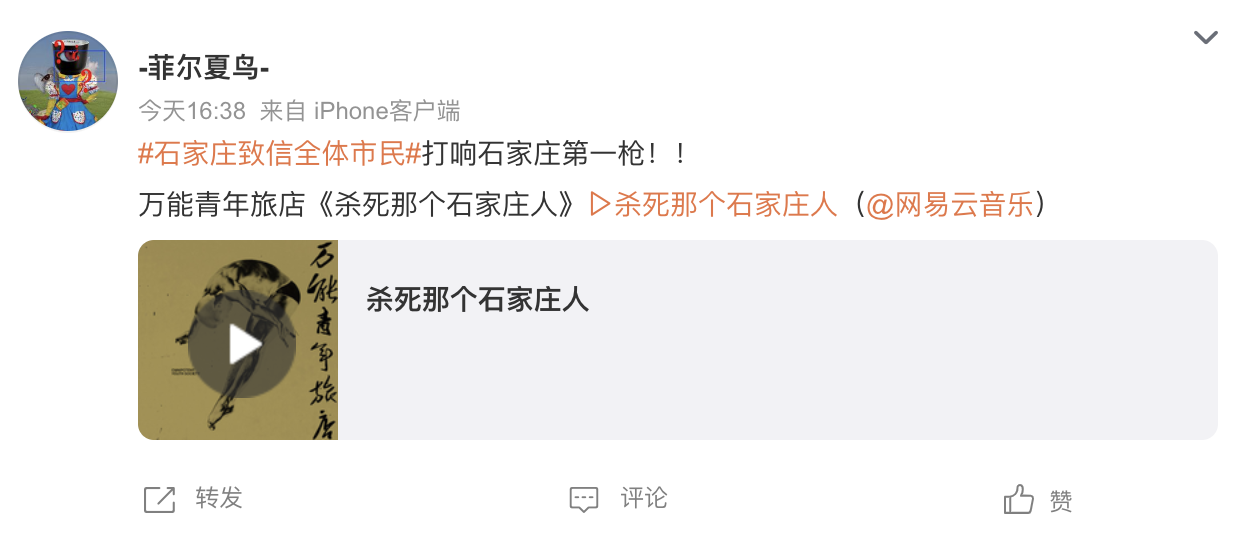 -菲尔夏鸟-
今天16:38 来自 iPhone客户端
#石家庄致信全体市民#打响石家庄第一枪！！
万能青年旅店《杀死那个石家庄人》▷杀死那个石家庄人（@网易云音乐）
万能青年旅店
杀死那个石家庄人
转发
评论
赞